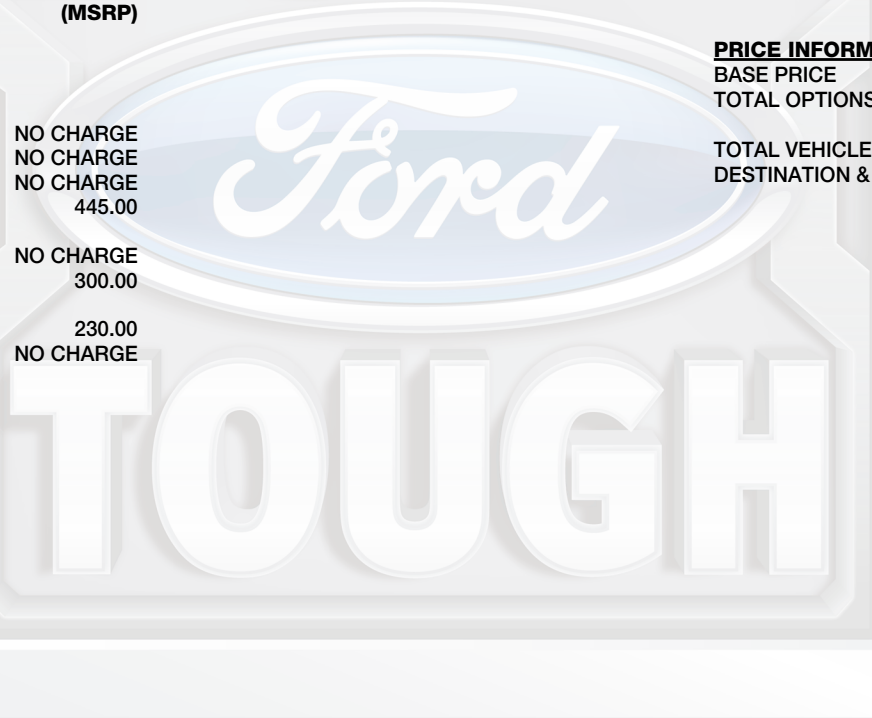 (MSRP)
NO CHARGE
NO CHARGE
NO CHARGE
445.00
NO CHARGE
300.00
230.00
NO CHARGE
PRICE INFORM
BASE PRICE
TOTAL OPTIONS
TOTAL VEHICLE
DESTINATION &
Ford
TOUGH